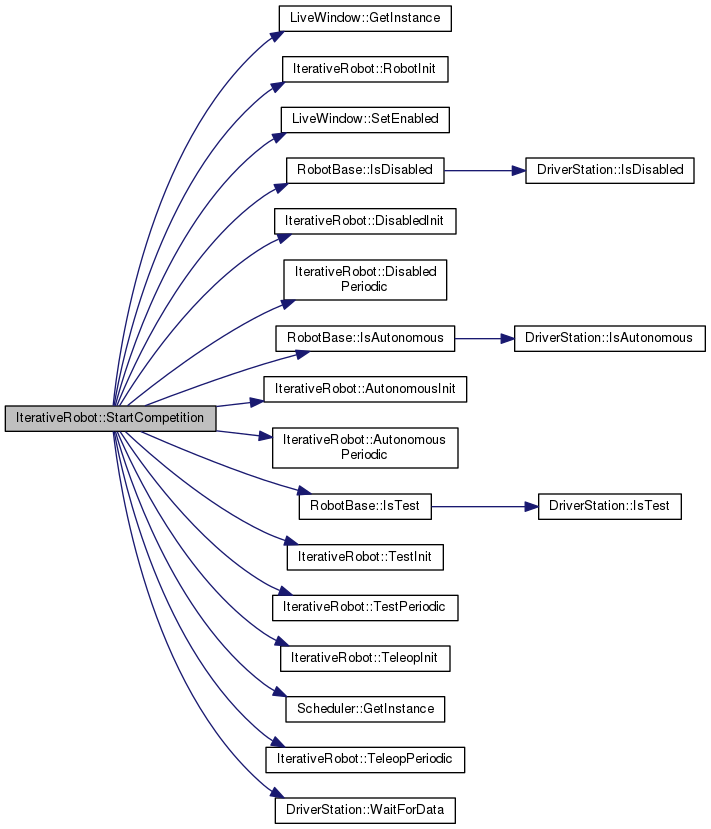 LiveWindow::GetInstance
IterativeRobot::RobotInit
LiveWindow::SetEnabled
RobotBase::IsDisabled
DriverStation::IsDisabled
IterativeRobot::DisabledInit
IterativeRobot::Disabled
Periodic
RobotBase::IsAutonomous
DriverStation::IsAutonomous
IterativeRobot::AutonomousInit
IterativeRobot::StartCompetition
IterativeRobot::Autonomous
Periodic
RobotBase::IsTest
DriverStation::IsTest
IterativeRobot::TestInit
IterativeRobot::TestPeriodic
IterativeRobot::TeleopInit
Scheduler::GetInstance
IterativeRobot::TeleopPeriodic
DriverStation::WaitForData